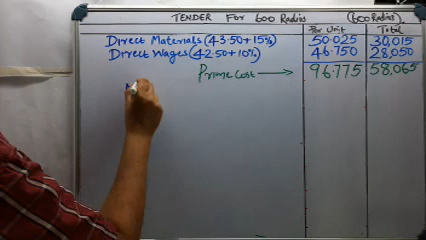 TENDER FOR 600 Radios (600 Radios)
Per Unit Total
Direct Materials (43.50+15%) 50.025 30,015
Direct Wages (42.50+10%) 46.750 28,050
Prime Cost → 96.775 58,065